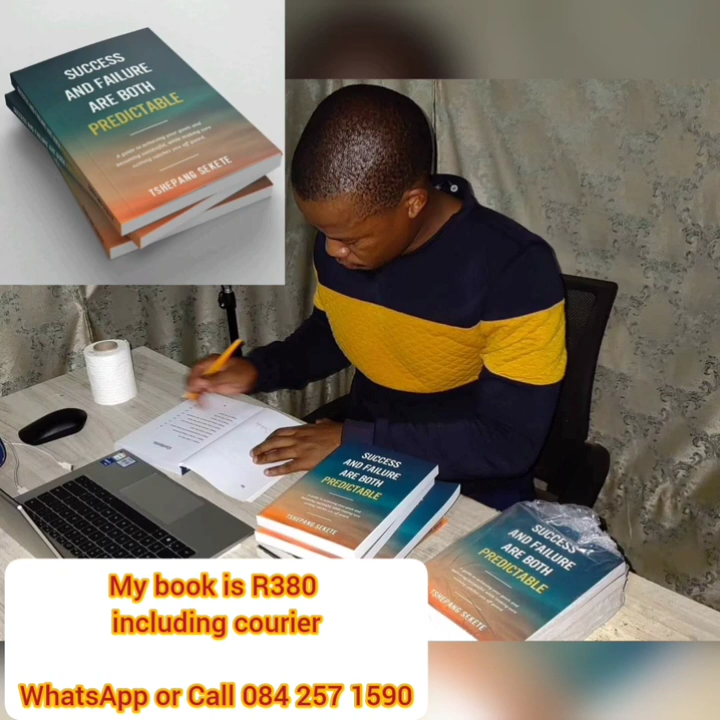 SUCCESS
AND FAILURE
ARE BOTH
PREDICTABLE
TSHEPANG SEKETE
SUCCESS
AND FAILURE
ARE BOTH
PREDICTABLE
TSHEPANG SEKETE
SUCCESS
AND FAILURE
ARE BOTH
PREDICTABLE
TSHEPANG SEKETE
My book is R380
including courier
WhatsApp or Call 084 257 1590